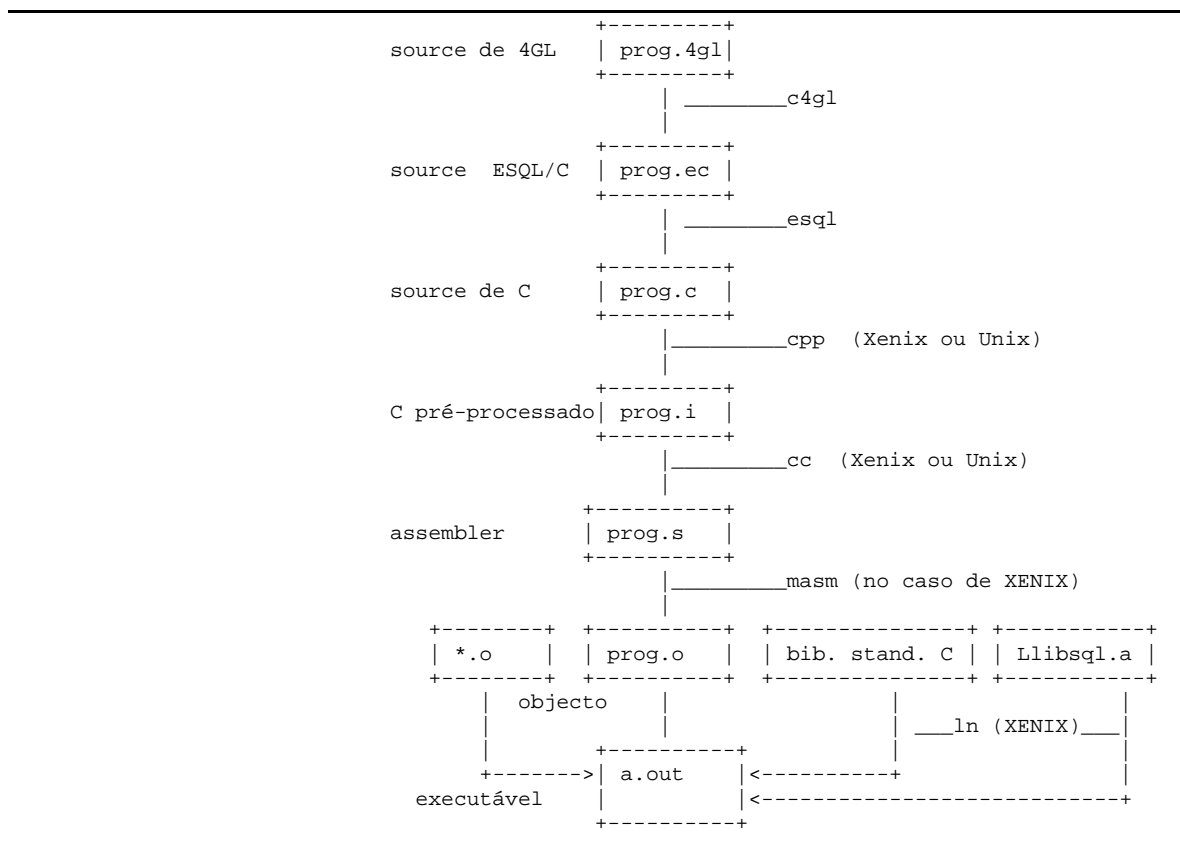 source de 4GL prog.4gl
c4gl
source ESQL/C prog.ec
esql
source de C prog.c
cpp (Xenix ou Unix)
C pré-processado prog.i
cc (Xenix ou Unix)
assembler prog.s
masm (no caso de XENIX)
*.o prog.o bib. stand. C Llibsql.a
objecto
ln (XENIX)
a.out
executável